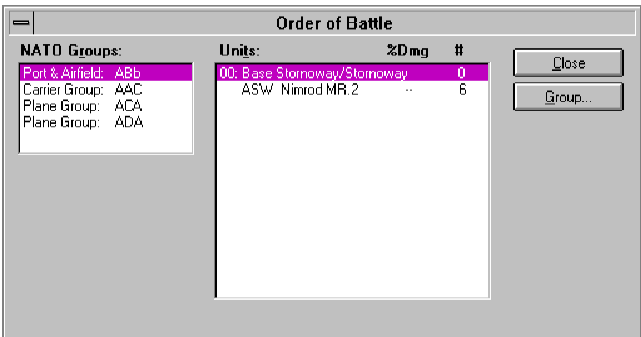 Order of Battle
NATO Groups:
Port & Airfield: ABb
Carrier Group: AAC
Plane Group: ACA
Plane Group: ADA
Units: %Dmg #
00: Base Stornoway/Stornoway 0
ASW Nimrod MR.2 -- 6
Close
Group...